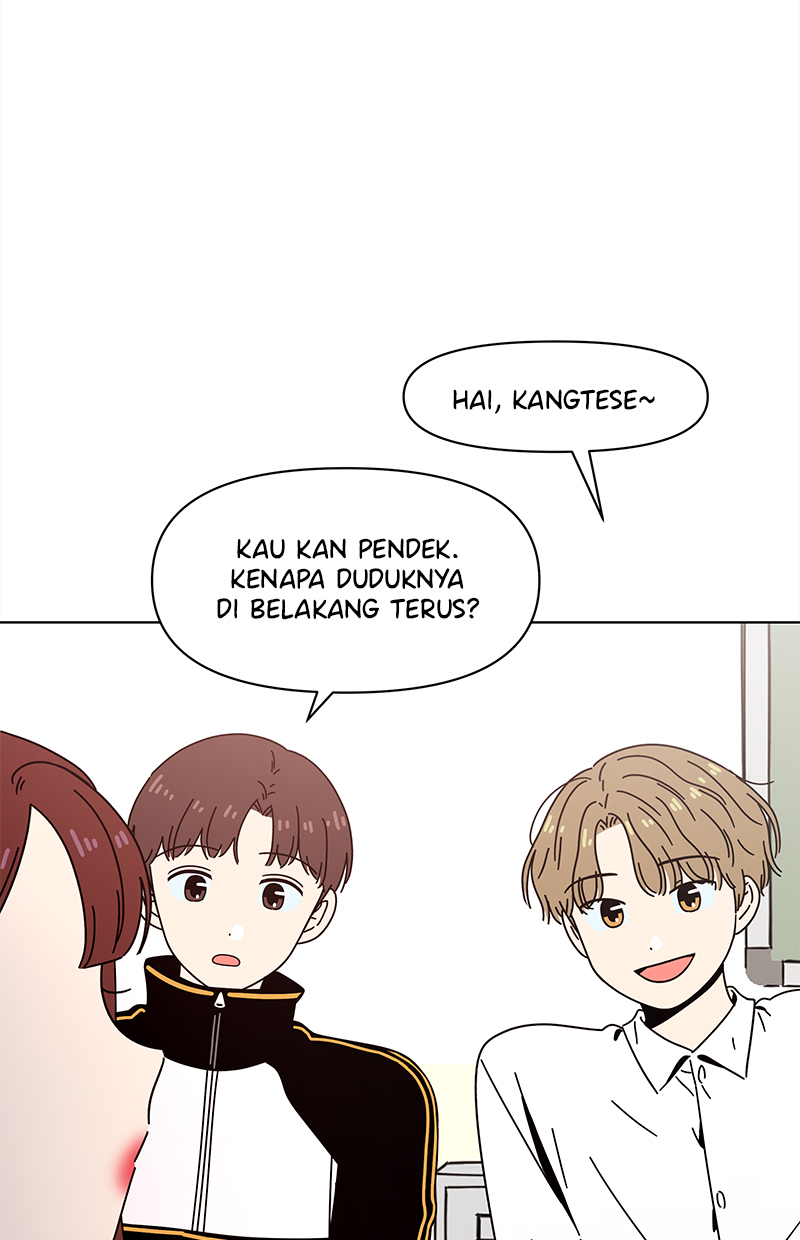 HAI, KANGTESE~
KAU KAN PENDEK.
KENAPA DUDUKNYA
DI BELAKANG TERUS?